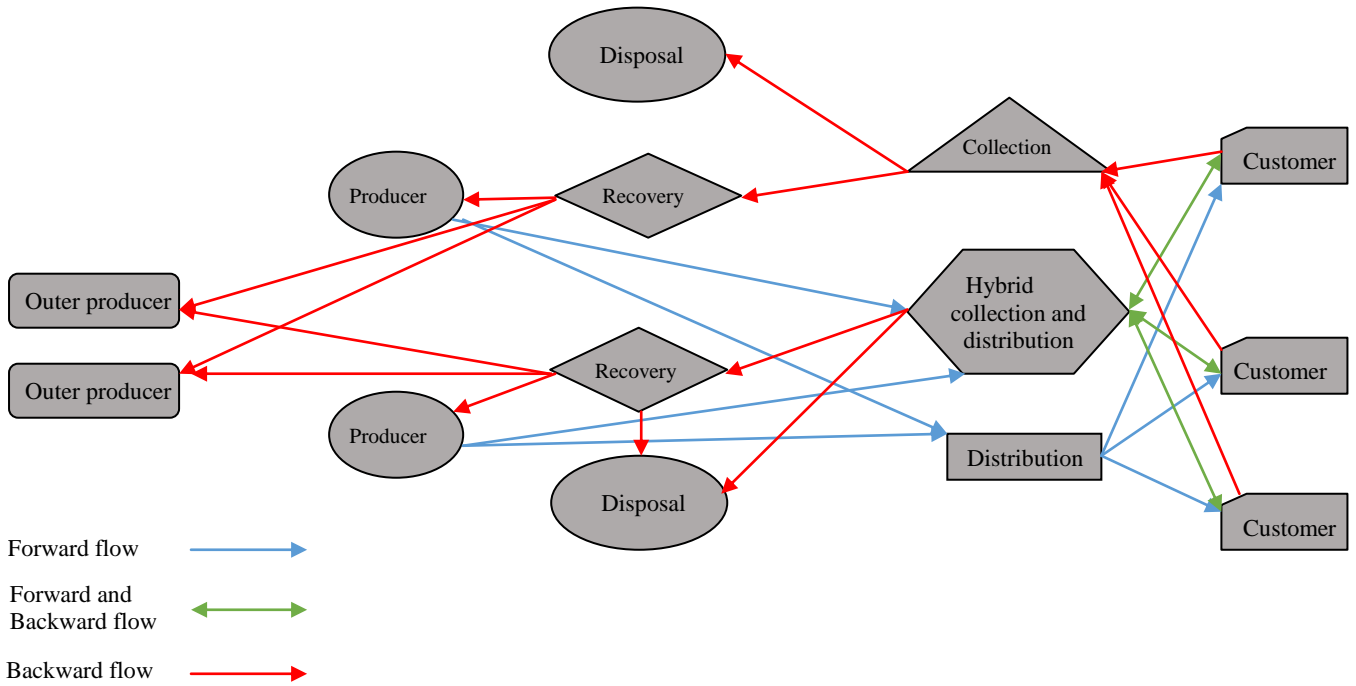 Disposal
Collection
Customer
Producer
Recovery
Outer producer
Hybrid
collection and
distribution
Outer producer
Recovery
Customer
Producer
Distribution
Disposal
Customer
Forward flow
Forward and
Backward flow
Backward flow